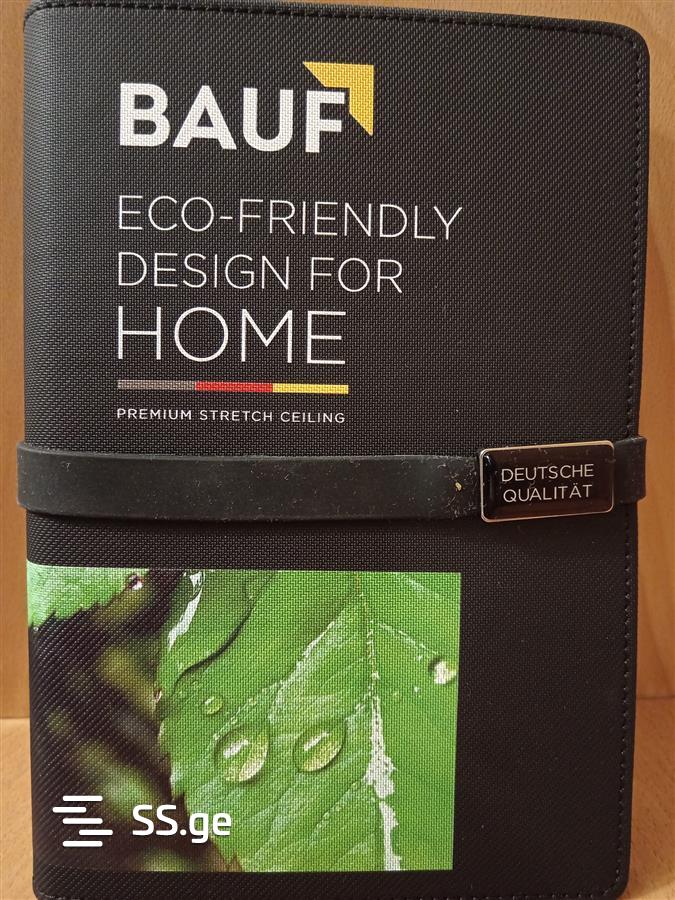 BAUF
ECO-FRIENDLY
DESIGN FOR
HOME
PREMIUM STRETCH CEILING
DEUTSCHE
QUALITÄT
SS.ge